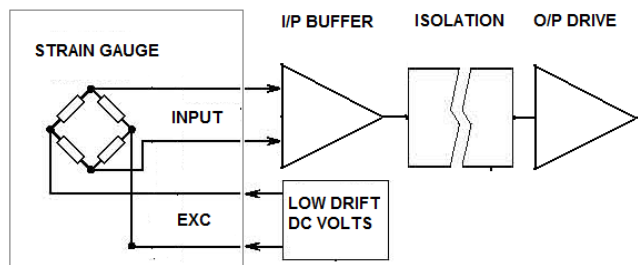 I/P BUFFER
ISOLATION
O/P DRIVE
STRAIN GAUGE
INPUT
LOW DRIFT
DC VOLTS
EXC